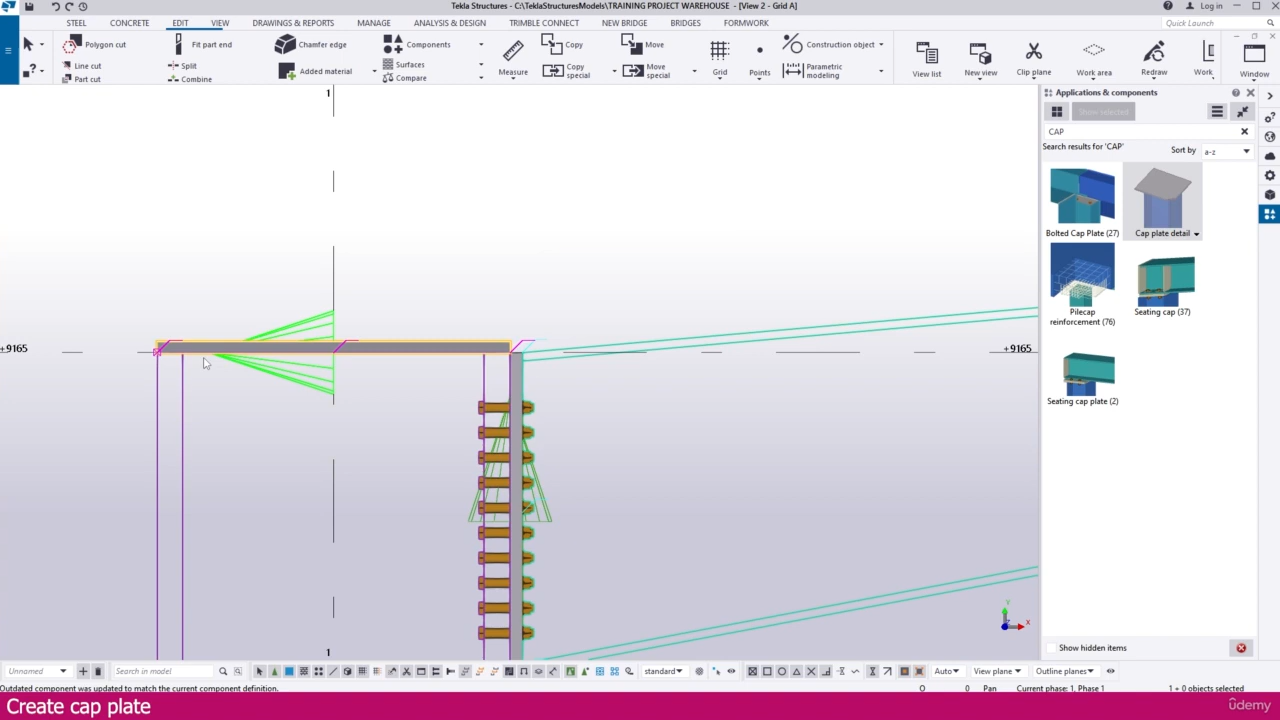 Tekla Structures - C:\TeklaStructuresModels\TRAINING PROJECT WAREHOUSE - [View 2 - Grid A]
Log in
STEEL CONCRETE EDIT VIEW DRAWINGS & REPORTS MANAGE ANALYSIS & DESIGN TRIMBLE CONNECT NEW BRIDGE BRIDGES FORMWORK
Quick Launch
Polygon cut
Line cut
Part cut
Fit part end
Split
Combine
Chamfer edge
Added material
Components
Surfaces
Compare
Measure
Copy
Copy special
Move
Move special
Grid
Points
Construction object
Parametric modeling
View list
New view
Clip plane
Work area
Redraw
Work
Window
Applications & components
Show selected
CAP
Search results for 'CAP'
Sort by
a-z
Bolted Cap Plate (27)
Cap plate detail
Pilecap reinforcement (76)
Seating cap (37)
Seating cap plate (2)
Show hidden items
1
+9165
+9165
1
Unnamed
Search in model
standard
Auto
View plane
Outline planes
Outdated component was updated to match the current component definition.
O 0 Pan Current phase: 1, Phase 1 1 + 0 objects selected
Create cap plate
ûdemy